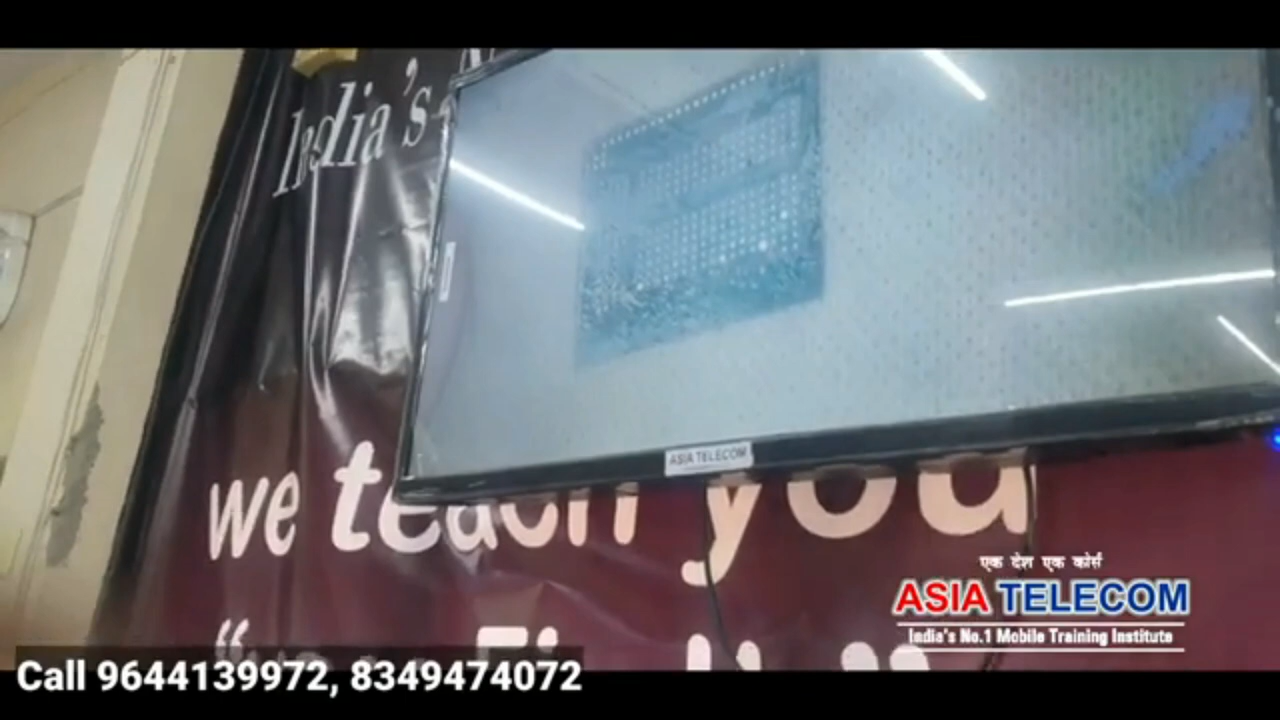 India's
we teach you
ASIA TELECOM
एक देश एक कोर्स
ASIA TELECOM
India's No.1 Mobile Training Institute
Call 9644139972, 8349474072